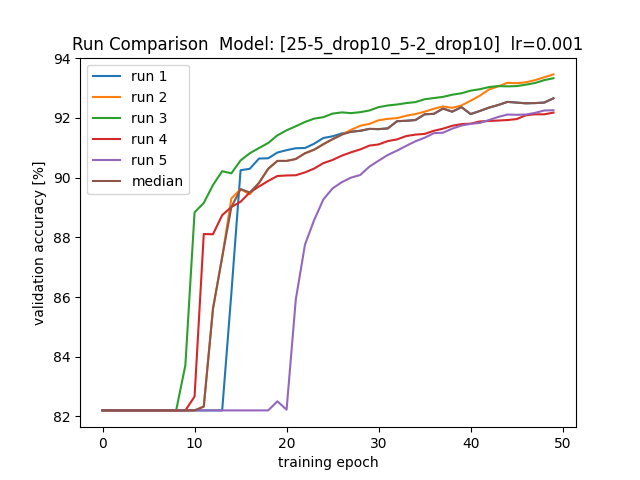 Run Comparison  Model: [25-5_drop10_5-2_drop10]  lr=0.001
validation accuracy [%]
94
92
90
88
86
84
82
run 1
run 2
run 3
run 4
run 5
median
0 10 20 30 40 50
training epoch